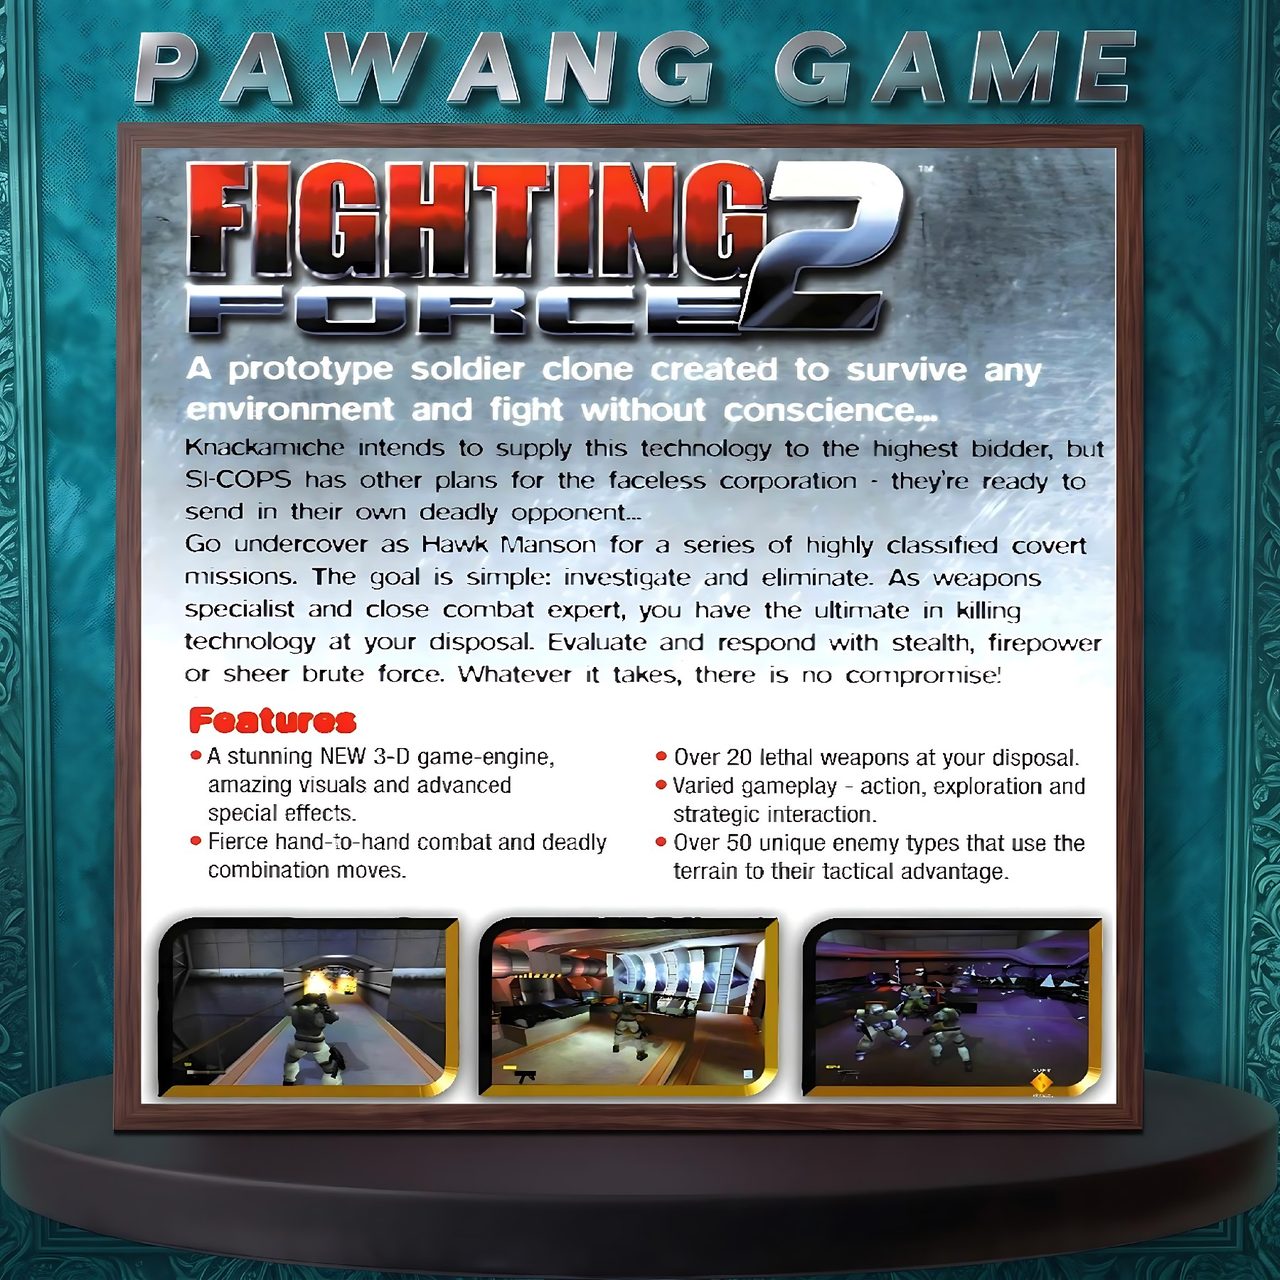 PAWANG GAME
FIGHTING
FORCE 2 ™
A prototype soldier clone created to survive any
environment and fight without conscience...
Knackamiche intends to supply this technology to the highest bidder, but
SI-COPS has other plans for the faceless corporation - they're ready to
send in their own deadly opponent...
Go undercover as Hawk Manson for a series of highly classified covert
missions. The goal is simple: investigate and eliminate. As weapons
specialist and close combat expert, you have the ultimate in killing
technology at your disposal. Evaluate and respond with stealth, firepower
or sheer brute force. Whatever it takes, there is no compromise!
Features
• A stunning NEW 3-D game-engine,
amazing visuals and advanced
special effects.
• Fierce hand-to-hand combat and deadly
combination moves.
• Over 20 lethal weapons at your disposal.
• Varied gameplay - action, exploration and
strategic interaction.
• Over 50 unique enemy types that use the
terrain to their tactical advantage.